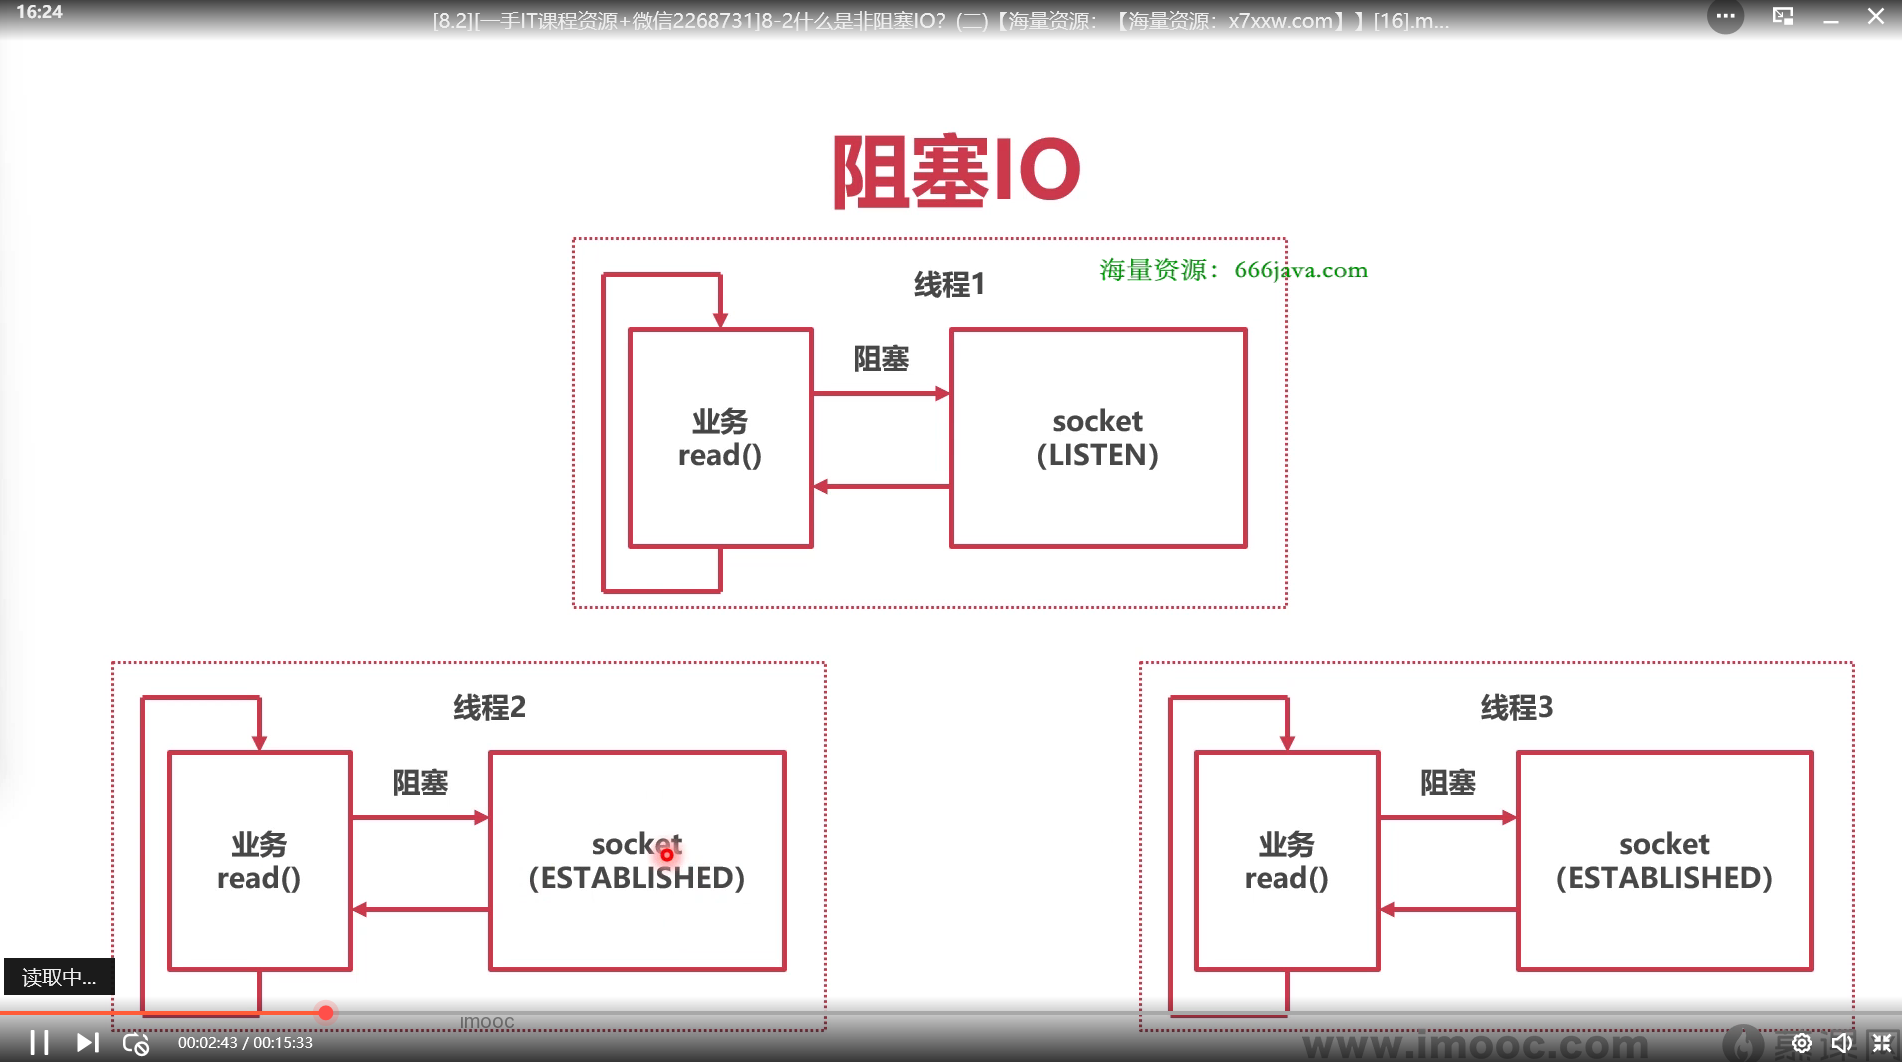 16:24
[8.2][一手IT课程资源+微信2268731]8-2什么是非阻塞IO？(二)【海量资源：【海量资源：x7xxw.com】】[16].m...
阻塞IO
线程1
海量资源：666java.com
阻塞
业务
read()
socket
(LISTEN)
线程2
阻塞
业务
read()
socket
(ESTABLISHED)
线程3
阻塞
业务
read()
socket
(ESTABLISHED)
读取中...
imooc
00:02:43 / 00:15:33
www.imooc.com